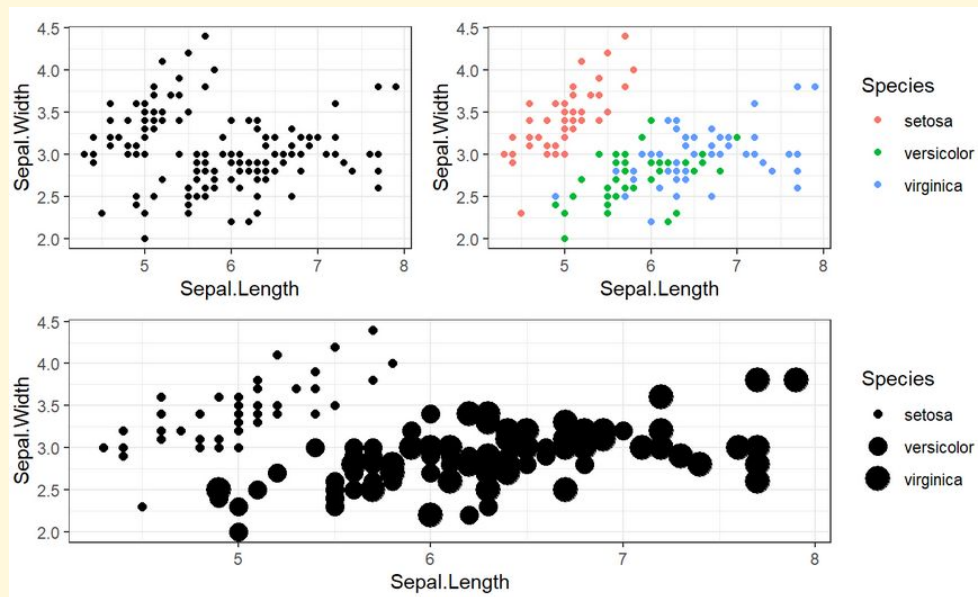 4.5
4.0
3.5
3.0
2.5
2.0
Sepal.Width
5 6 7 8
Sepal.Length
4.5
4.0
3.5
3.0
2.5
2.0
Sepal.Width
5 6 7 8
Sepal.Length
Species
setosa
versicolor
virginica
4.5
4.0
3.5
3.0
2.5
2.0
Sepal.Width
5 6 7 8
Sepal.Length
Species
setosa
versicolor
virginica